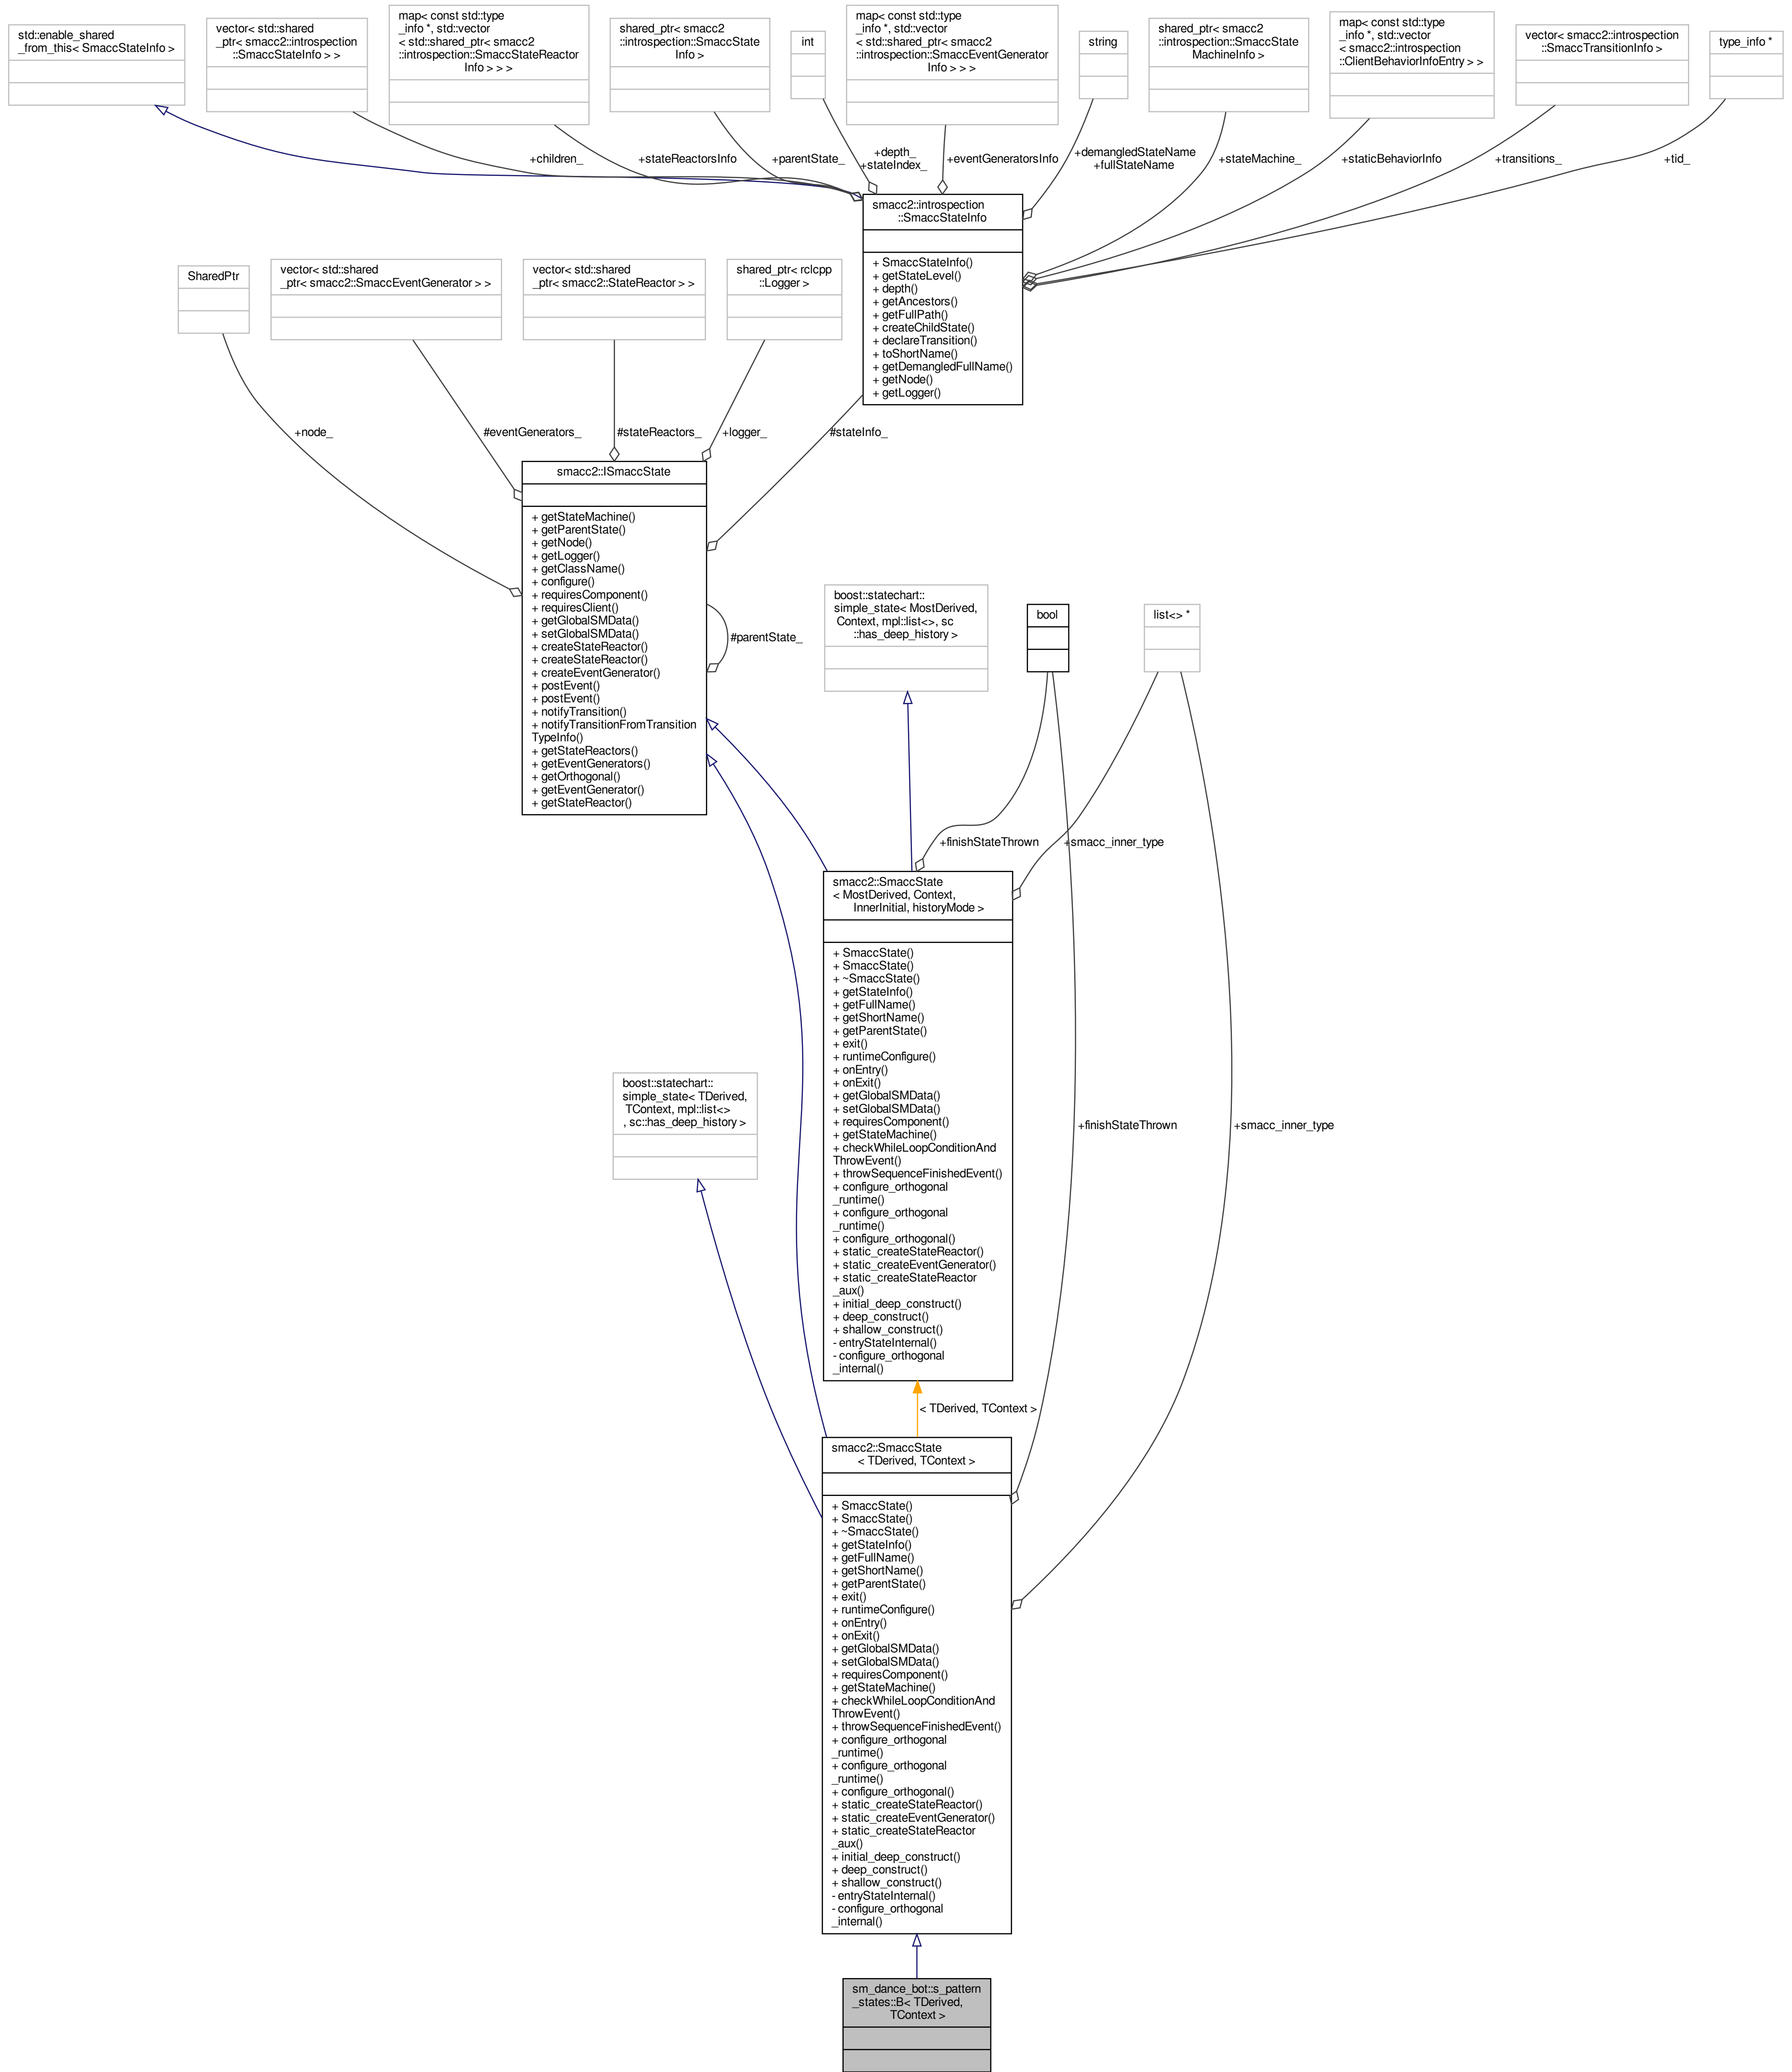 std::enable_shared
_from_this< SmaccStateInfo >
vector< std::shared
_ptr< smacc2::introspection
::SmaccStateInfo > >
map< const std::type
_info *, std::vector
< std::shared_ptr< smacc2
::introspection::SmaccStateReactor
Info > > >
shared_ptr< smacc2
::introspection::SmaccState
Info >
int
map< const std::type
_info *, std::vector
< std::shared_ptr< smacc2
::introspection::SmaccEventGenerator
Info > > >
string
shared_ptr< smacc2
::introspection::SmaccState
MachineInfo >
map< const std::type
_info *, std::vector
< smacc2::introspection
::ClientBehaviorInfoEntry > >
vector< smacc2::introspection
::SmaccTransitionInfo >
type_info *
+children_
+stateReactorsInfo
+parentState_
+depth_
+stateIndex_
+eventGeneratorsInfo
+demangledStateName
+fullStateName
+stateMachine_
+staticBehaviorInfo
+transitions_
+tid_
smacc2::introspection
::SmaccStateInfo
+ SmaccStateInfo()
+ getStateLevel()
+ depth()
+ getAncestors()
+ getFullPath()
+ createChildState()
+ declareTransition()
+ toShortName()
+ getDemangledFullName()
+ getNode()
+ getLogger()
SharedPtr
vector< std::shared
_ptr< smacc2::SmaccEventGenerator > >
vector< std::shared
_ptr< smacc2::StateReactor > >
shared_ptr< rclcpp
::Logger >
+node_
#eventGenerators_
#stateReactors_
+logger_
#stateInfo_
smacc2::ISmaccState
+ getStateMachine()
+ getParentState()
+ getNode()
+ getLogger()
+ getClassName()
+ configure()
+ requiresComponent()
+ requiresClient()
+ getGlobalSMData()
+ setGlobalSMData()
+ createStateReactor()
+ createStateReactor()
+ createEventGenerator()
+ postEvent()
+ postEvent()
+ notifyTransition()
+ notifyTransitionFromTransition
TypeInfo()
+ getStateReactors()
+ getEventGenerators()
+ getOrthogonal()
+ getEventGenerator()
+ getStateReactor()
#parentState_
boost::statechart::
simple_state< MostDerived,
Context, mpl::list<>, sc
::has_deep_history >
bool
list<> *
+finishStateThrown
+smacc_inner_type
smacc2::SmaccState
< MostDerived, Context,
InnerInitial, historyMode >
+ SmaccState()
+ SmaccState()
+ ~SmaccState()
+ getStateInfo()
+ getFullName()
+ getShortName()
+ getParentState()
+ exit()
+ runtimeConfigure()
+ onEntry()
+ onExit()
+ getGlobalSMData()
+ setGlobalSMData()
+ requiresComponent()
+ getStateMachine()
+ checkWhileLoopConditionAnd
ThrowEvent()
+ throwSequenceFinishedEvent()
+ configure_orthogonal
_runtime()
+ configure_orthogonal
_runtime()
+ configure_orthogonal()
+ static_createStateReactor()
+ static_createEventGenerator()
+ static_createStateReactor
_aux()
+ initial_deep_construct()
+ deep_construct()
+ shallow_construct()
- entryStateInternal()
- configure_orthogonal
_internal()
boost::statechart::
simple_state< TDerived,
TContext, mpl::list<>
, sc::has_deep_history >
+finishStateThrown
+smacc_inner_type
< TDerived, TContext >
smacc2::SmaccState
< TDerived, TContext >
+ SmaccState()
+ SmaccState()
+ ~SmaccState()
+ getStateInfo()
+ getFullName()
+ getShortName()
+ getParentState()
+ exit()
+ runtimeConfigure()
+ onEntry()
+ onExit()
+ getGlobalSMData()
+ setGlobalSMData()
+ requiresComponent()
+ getStateMachine()
+ checkWhileLoopConditionAnd
ThrowEvent()
+ throwSequenceFinishedEvent()
+ configure_orthogonal
_runtime()
+ configure_orthogonal
_runtime()
+ configure_orthogonal()
+ static_createStateReactor()
+ static_createEventGenerator()
+ static_createStateReactor
_aux()
+ initial_deep_construct()
+ deep_construct()
+ shallow_construct()
- entryStateInternal()
- configure_orthogonal
_internal()
sm_dance_bot::s_pattern
_states::B< TDerived,
TContext >